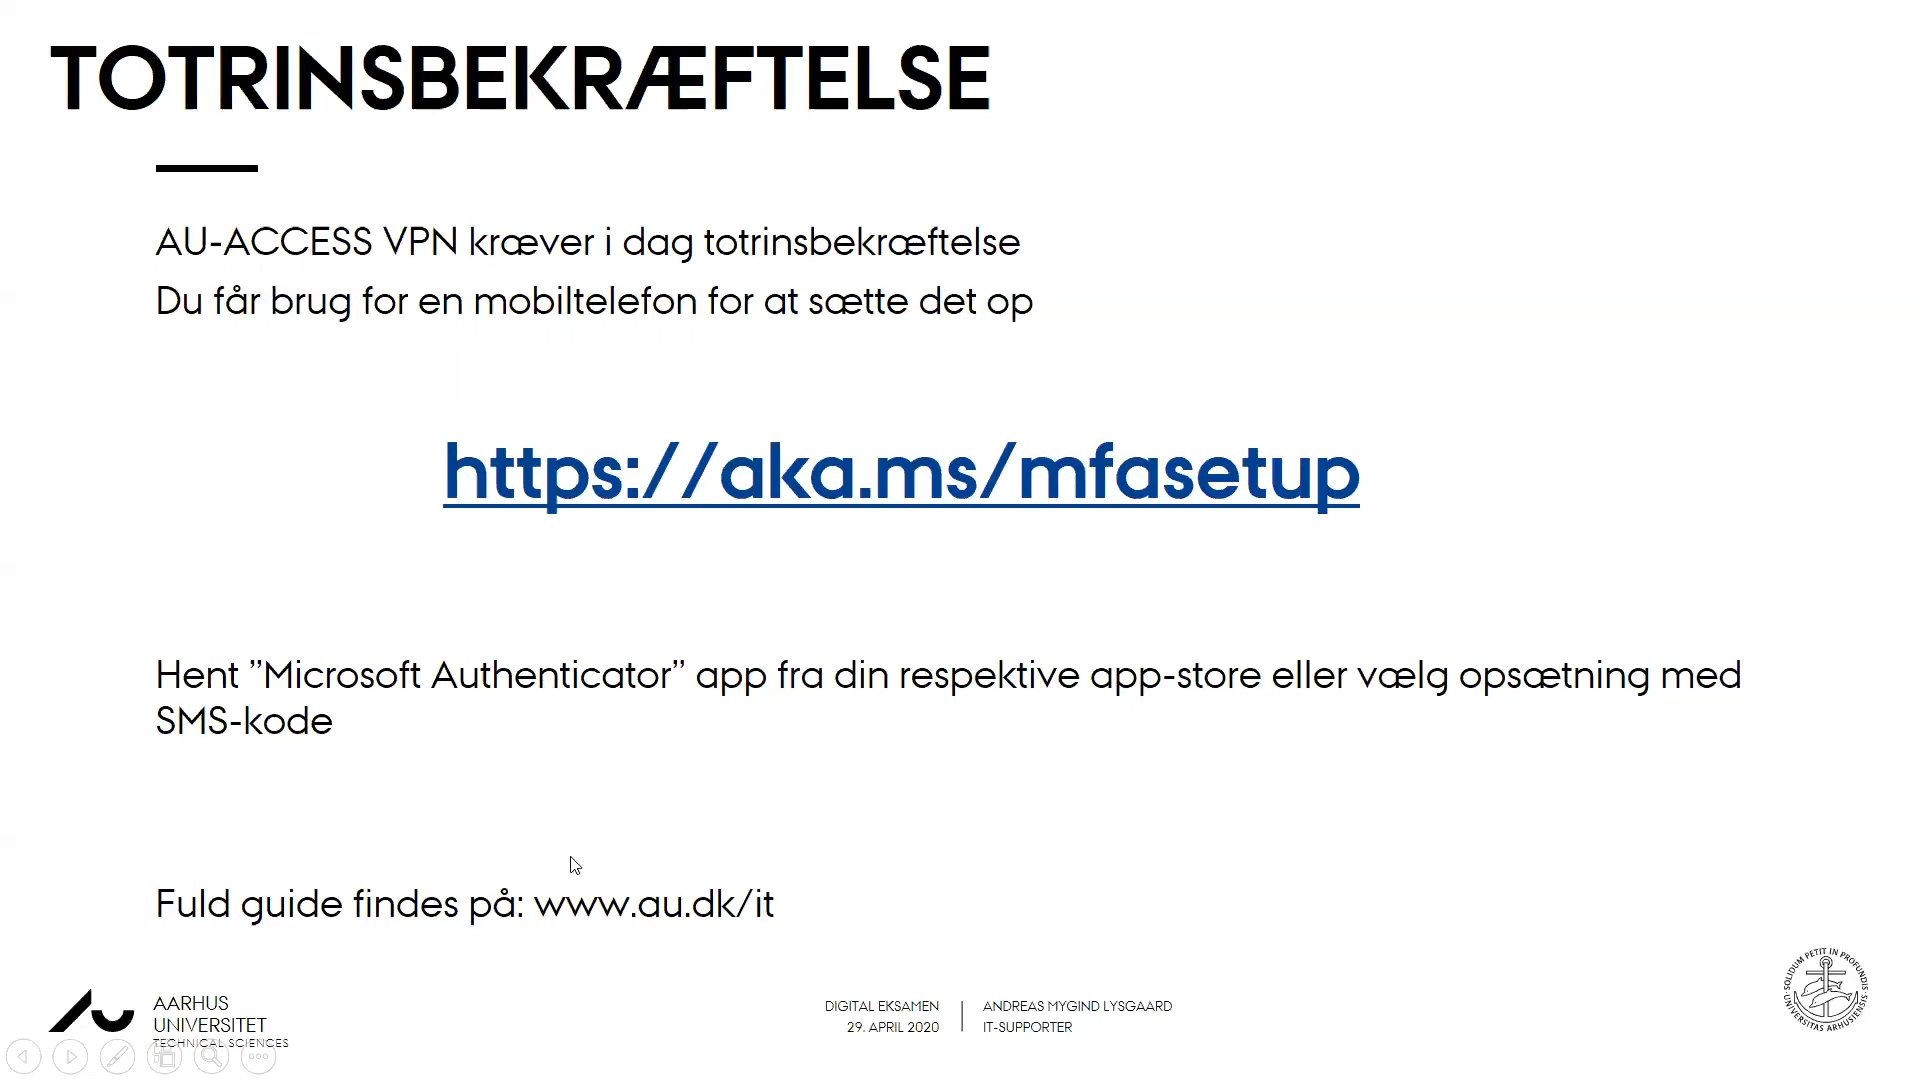 TOTRINSBEKRÆFTELSE
AU-ACCESS VPN kræver i dag totrinsbekræftelse
Du får brug for en mobiltelefon for at sætte det op
https://aka.ms/mfasetup
Hent ”Microsoft Authenticator” app fra din respektive app-store eller vælg opsætning med
SMS-kode
Fuld guide findes på: www.au.dk/it
AARHUS
UNIVERSITET
TECHNICAL SCIENCES
DIGITAL EKSAMEN
29. APRIL 2020
ANDREAS MYGIND LYSGAARD
IT-SUPPORTER
SOLIDUM PETIT IN PROFUNDIS
UNIVERSITAS ARHUSIENSIS